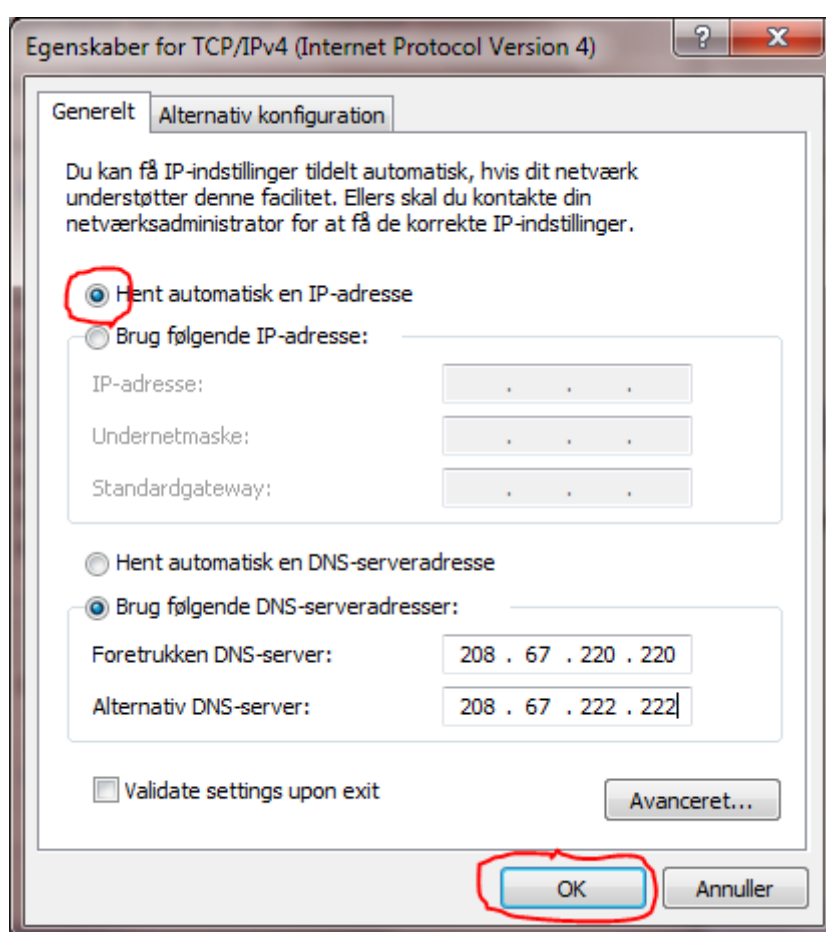 Egenskaber for TCP/IPv4 (Internet Protocol Version 4)
?
X
Generelt
Alternativ konfiguration
Du kan få IP-indstillinger tildelt automatisk, hvis dit netværk
understøtter denne facilitet. Ellers skal du kontakte din
netværksadministrator for at få de korrekte IP-indstillinger.
Hent automatisk en IP-adresse
Brug følgende IP-adresse:
IP-adresse: . . .
Undernetmaske: . . .
Standardgateway: . . .
Hent automatisk en DNS-serveradresse
Brug følgende DNS-serveradresser:
Foretrukken DNS-server: 208 . 67 . 220 . 220
Alternativ DNS-server: 208 . 67 . 222 . 222
Validate settings upon exit
Avanceret...
OK
Annuller